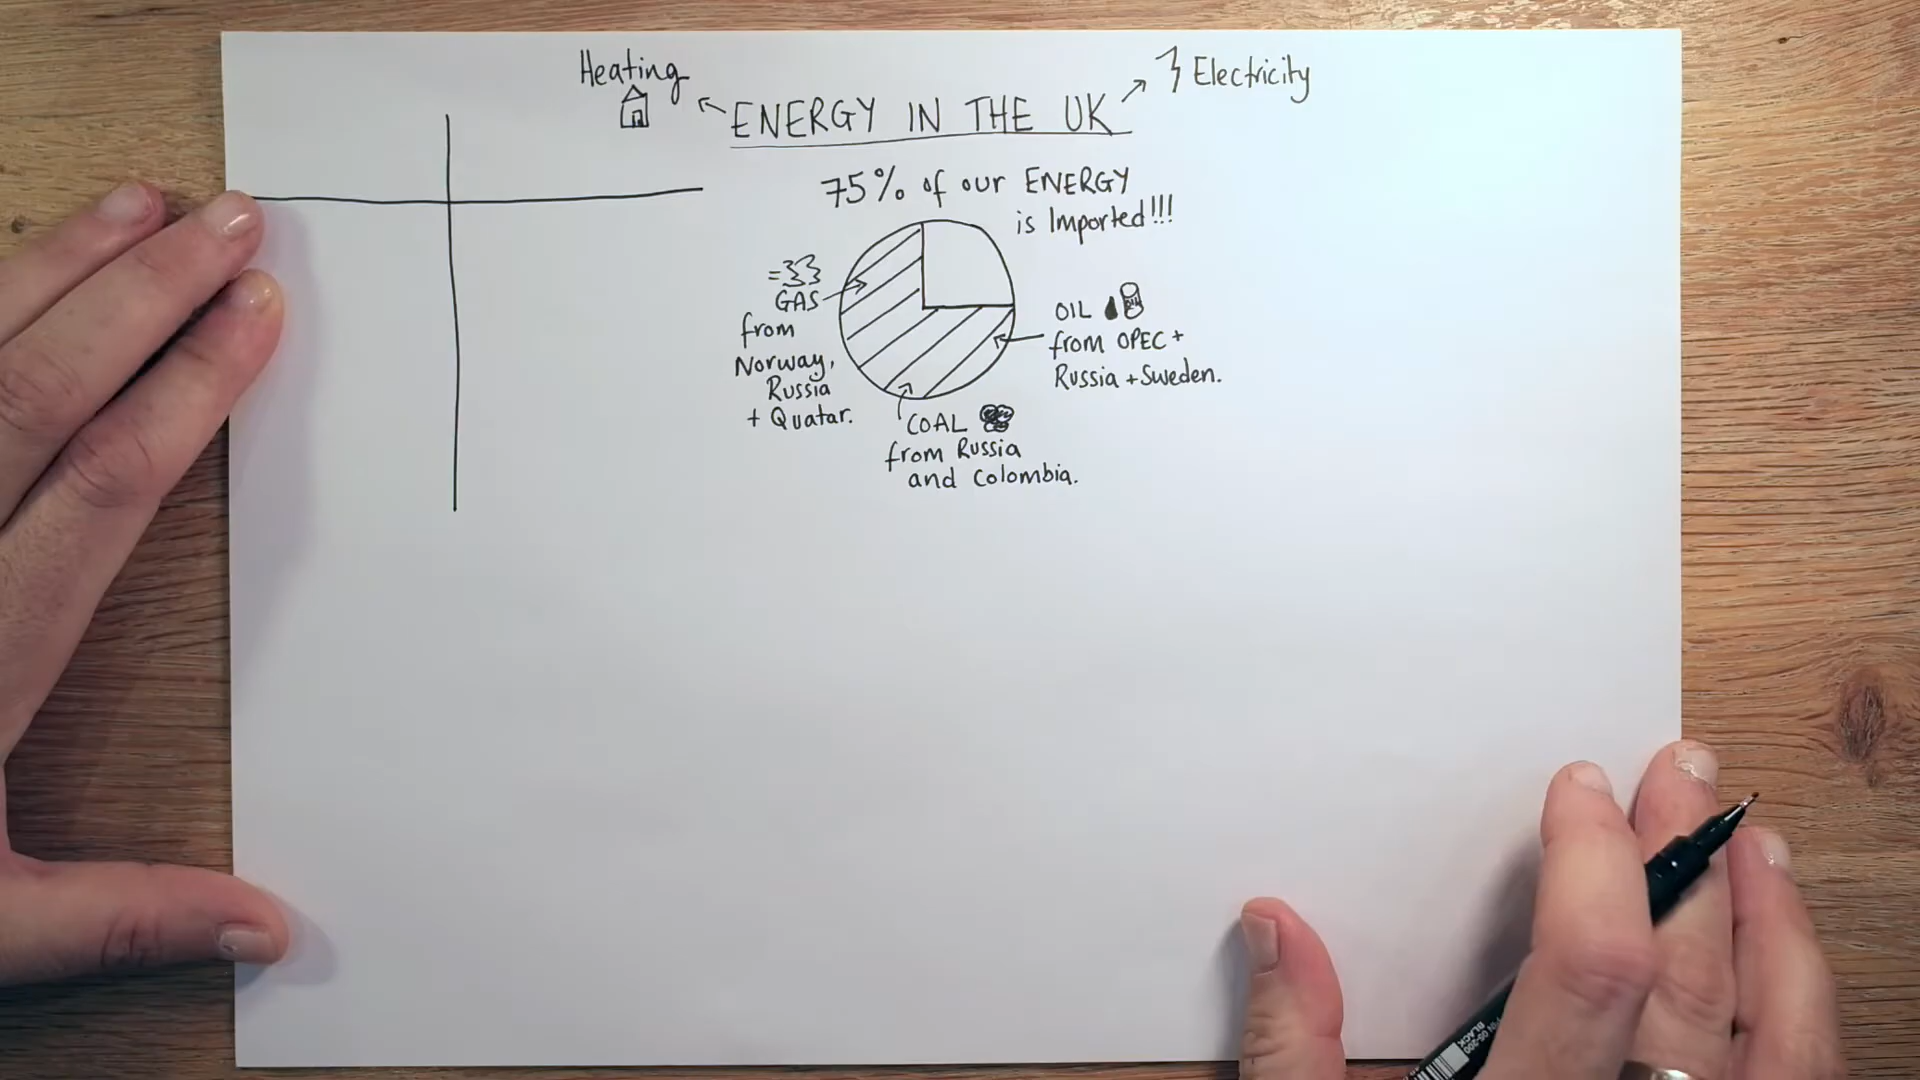 Heating
Electricity
ENERGY IN THE UK
75% of our ENERGY
is Imported!!!
GAS
from
Norway,
Russia
+ Quatar.
OIL
from OPEC +
Russia + Sweden.
COAL
from Russia
and Colombia.
BLACK